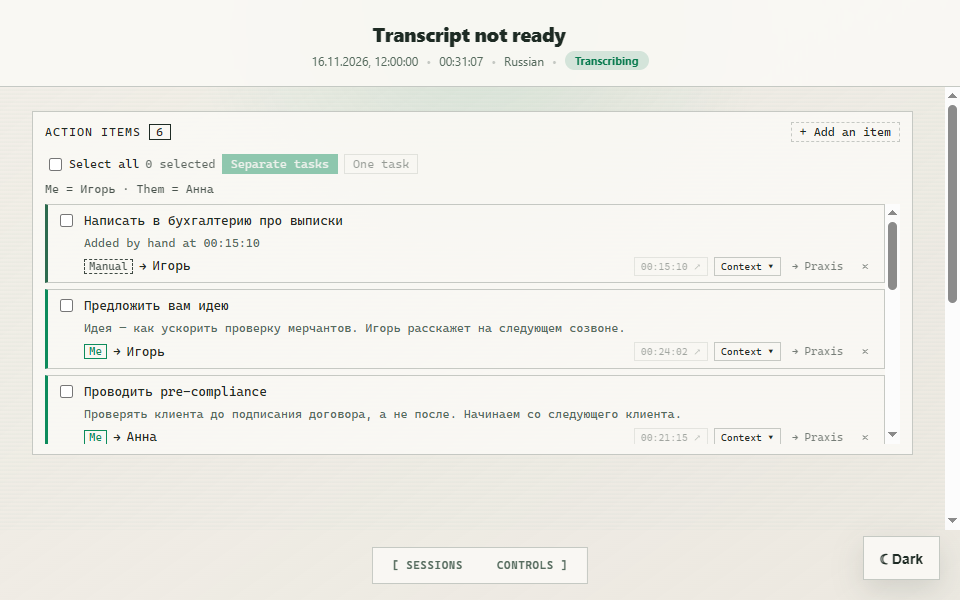 Transcript not ready
16.11.2026, 12:00:00 • 00:31:07 • Russian • Transcribing
ACTION ITEMS 6 + Add an item
Select all 0 selected Separate tasks One task
Me = Игорь · Them = Анна
Написать в бухгалтерию про выписки
Added by hand at 00:15:10
Manual → Игорь 00:15:10 ↗ Context ▾ → Praxis ×
Предложить вам идею
Идея — как ускорить проверку мерчантов. Игорь расскажет на следующем созвоне.
Me → Игорь 00:24:02 ↗ Context ▾ → Praxis ×
Проводить pre-compliance
Проверять клиента до подписания договора, а не после. Начинаем со следующего клиента.
Me → Анна 00:21:15 ↗ Context ▾ → Praxis ×
[ SESSIONS CONTROLS ]
☾ Dark